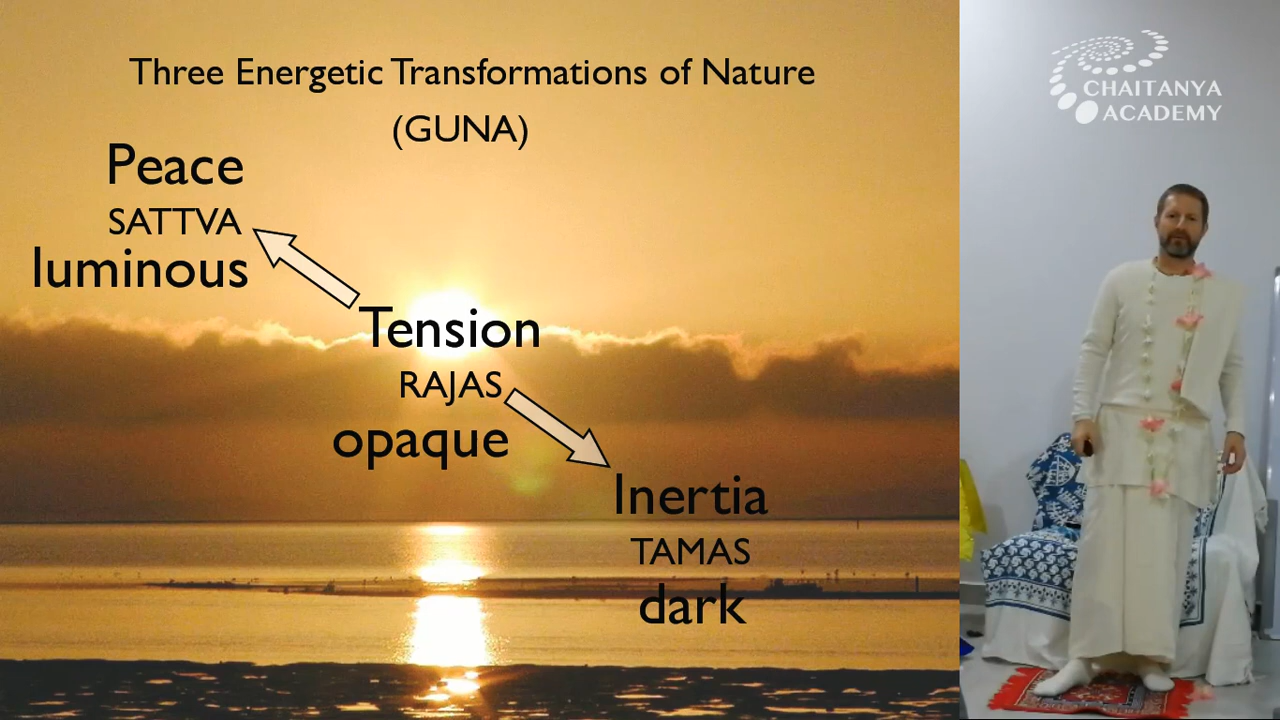 Three Energetic Transformations of Nature
(GUNA)
Peace
SATTVA
luminous
Tension
RAJAS
opaque
Inertia
TAMAS
dark
CHAITANYA
ACADEMY